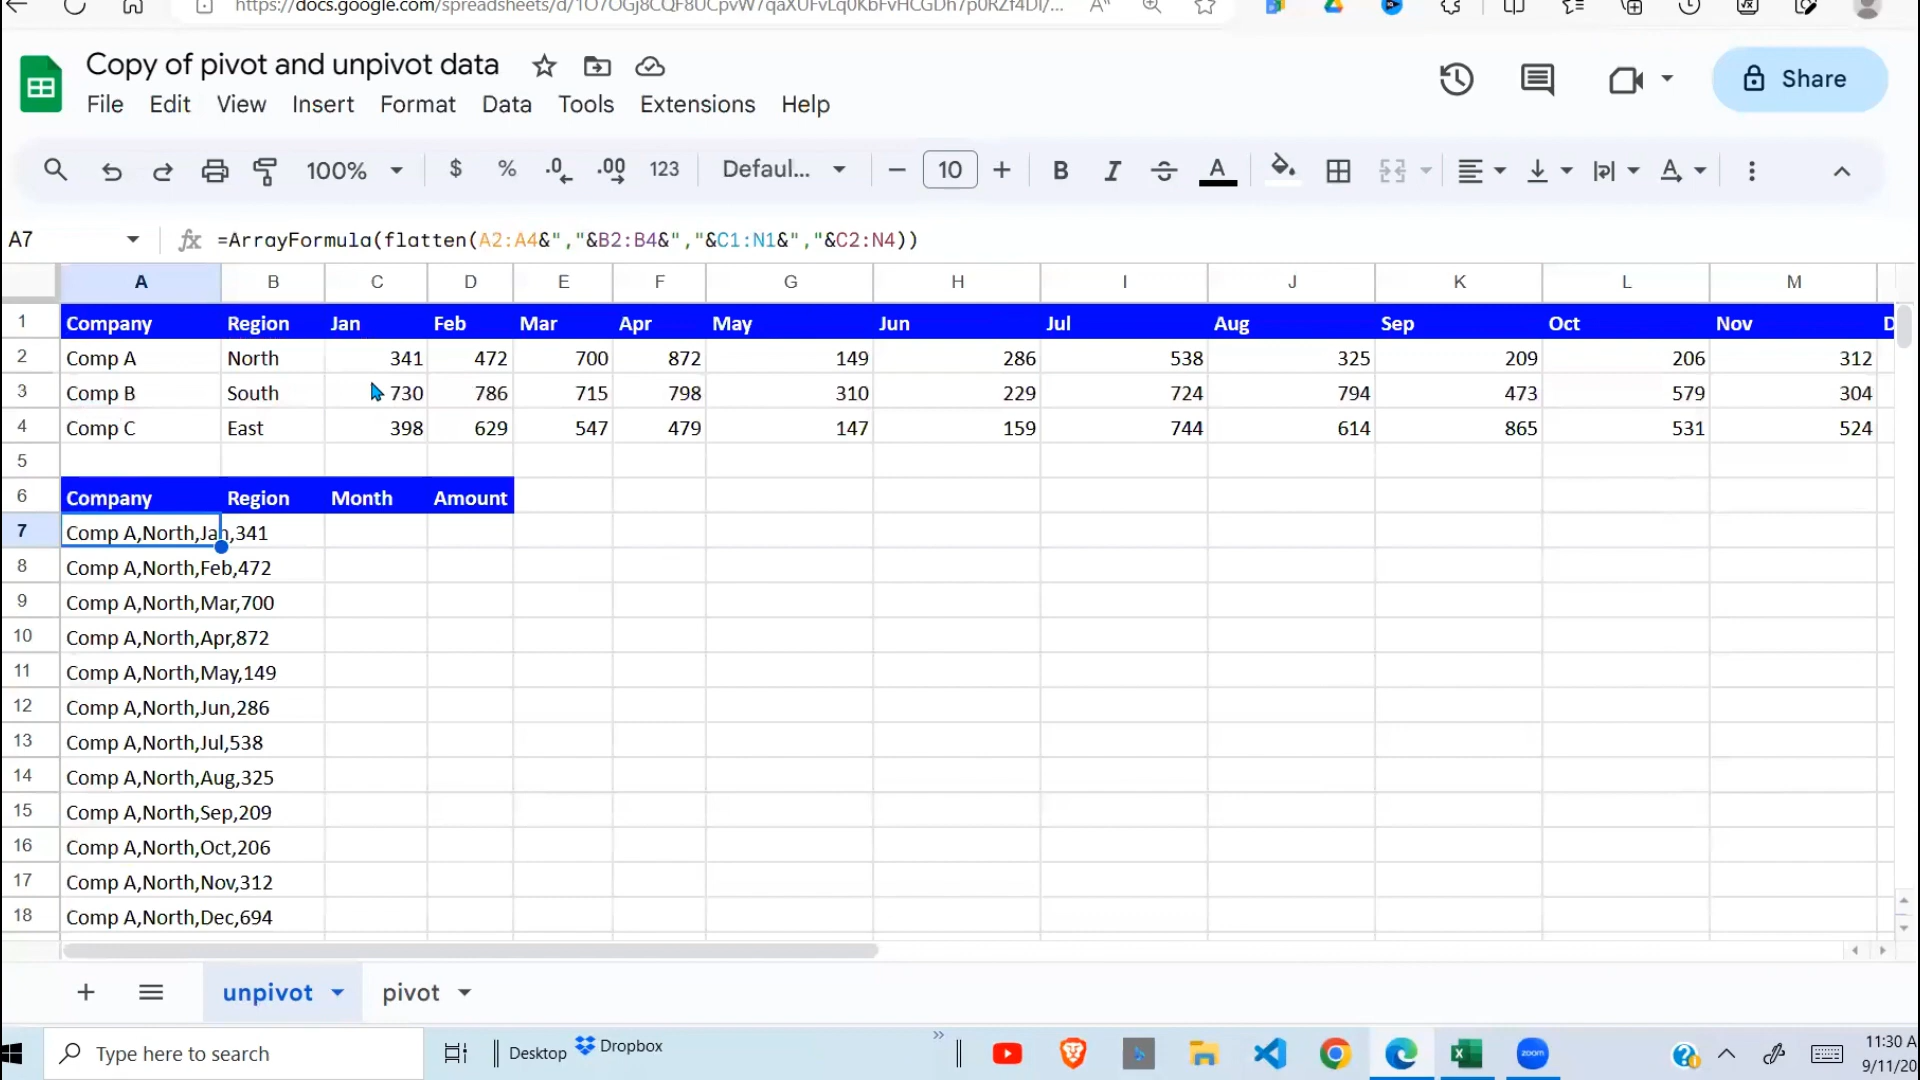 https://docs.google.com/spreadsheets/d/
Copy of pivot and unpivot data
Share
File Edit View Insert Format Data Tools Extensions Help
100% $ % .0 .00 123 Defaul... 10 B I A
A7 fx =ArrayFormula(flatten(A2:A4&","&B2:B4&","&C1:N1&","&C2:N4))
A B C D E F G H I J K L M
1 Company Region Jan Feb Mar Apr May Jun Jul Aug Sep Oct Nov D
2 Comp A North 341 472 700 872 149 286 538 325 209 206 312
3 Comp B South 730 786 715 798 310 229 724 794 473 579 304
4 Comp C East 398 629 547 479 147 159 744 614 865 531 524
5
6 Company Region Month Amount
7 Comp A,North,Jan,341
8 Comp A,North,Feb,472
9 Comp A,North,Mar,700
10 Comp A,North,Apr,872
11 Comp A,North,May,149
12 Comp A,North,Jun,286
13 Comp A,North,Jul,538
14 Comp A,North,Aug,325
15 Comp A,North,Sep,209
16 Comp A,North,Oct,206
17 Comp A,North,Nov,312
18 Comp A,North,Dec,694
unpivot pivot
Type here to search Desktop Dropbox zoom 11:30 A
9/11/20